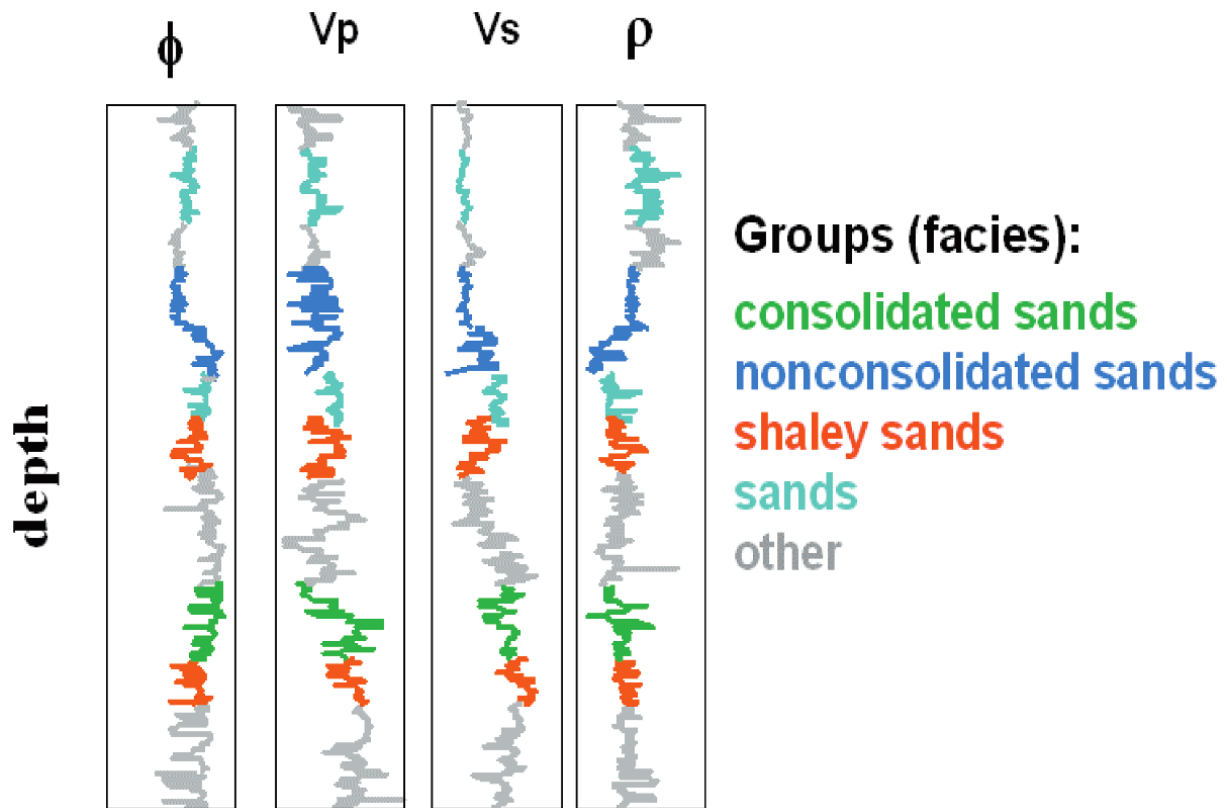 ϕ Vp Vs ρ
depth
Groups (facies):
consolidated sands
nonconsolidated sands
shaley sands
sands
other